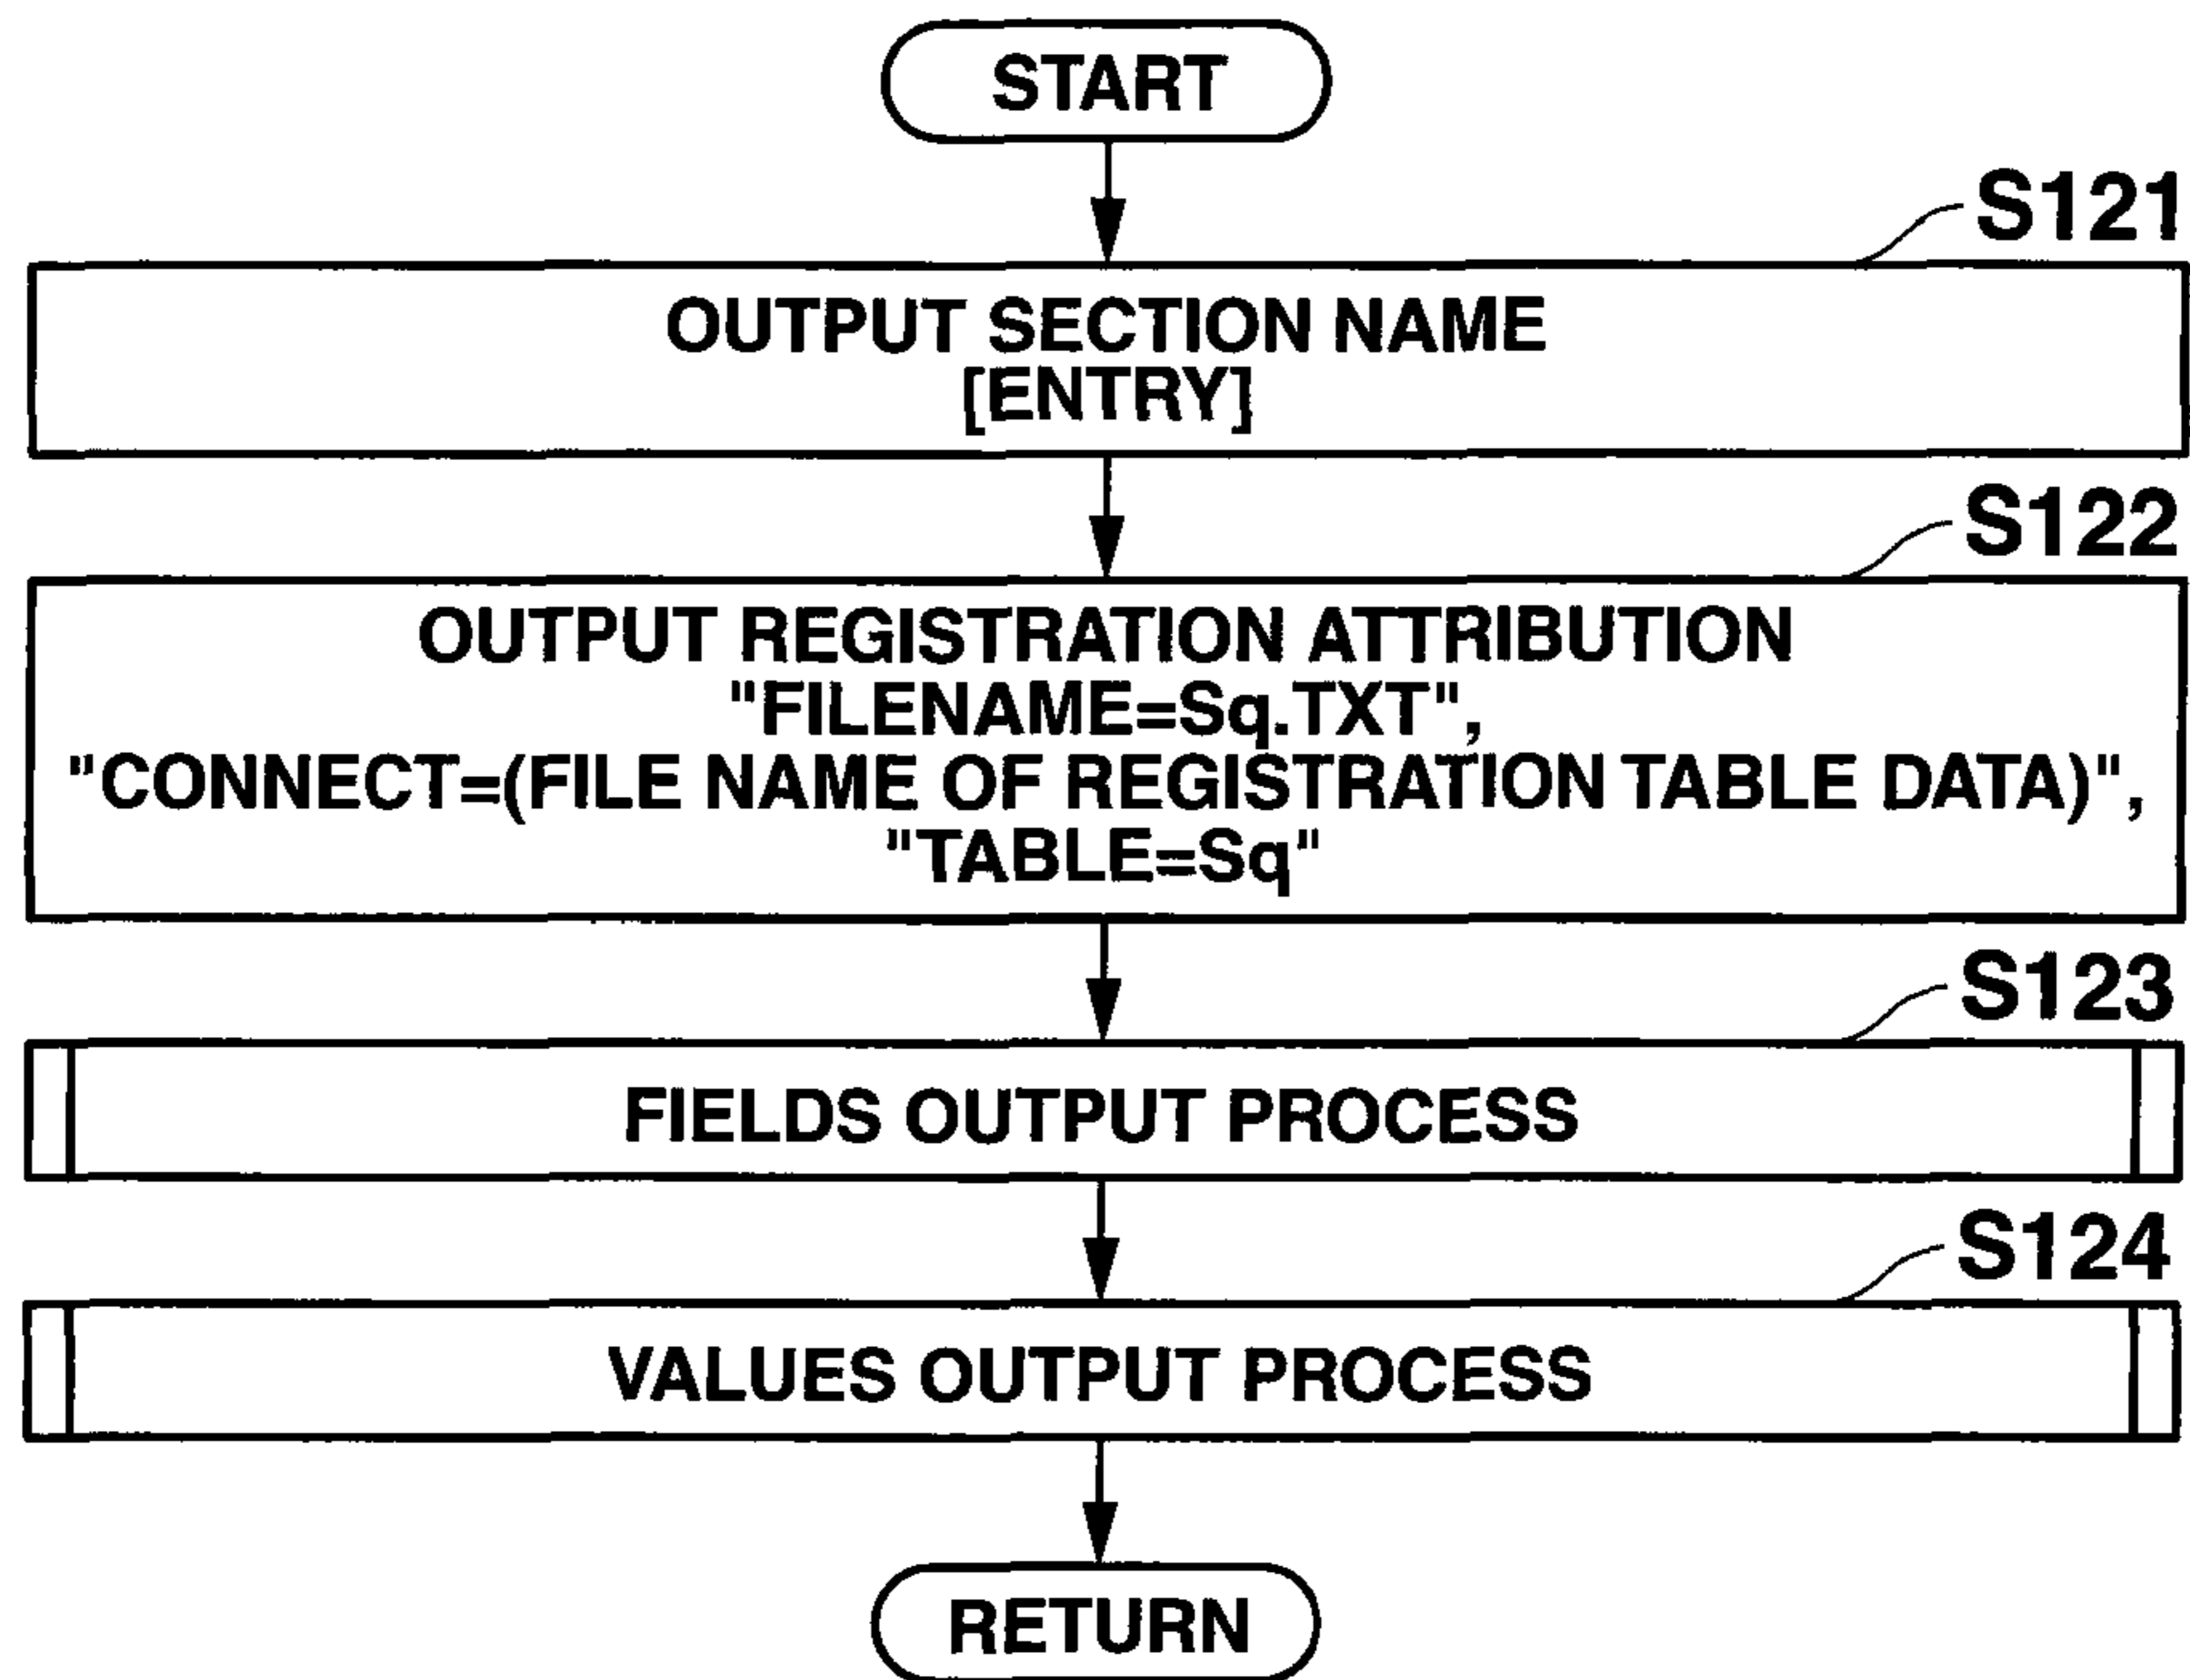 START
S121
OUTPUT SECTION NAME
[ENTRY]
S122
OUTPUT REGISTRATION ATTRIBUTION
"FILENAME=Sq.TXT",
"CONNECT=(FILE NAME OF REGISTRATION TABLE DATA)",
"TABLE=Sq"
S123
FIELDS OUTPUT PROCESS
S124
VALUES OUTPUT PROCESS
RETURN